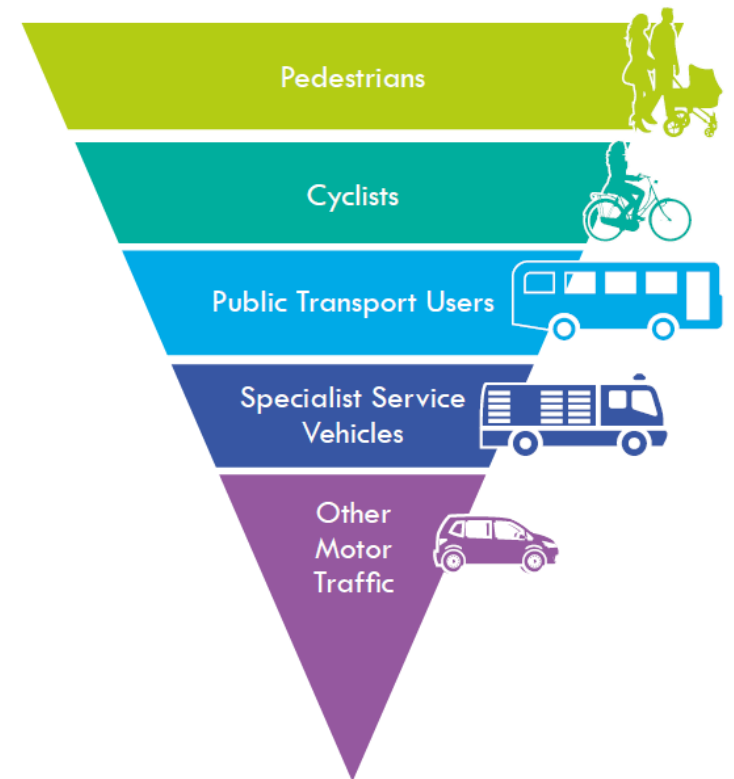 Pedestrians
Cyclists
Public Transport Users
Specialist Service
Vehicles
Other
Motor
Traffic